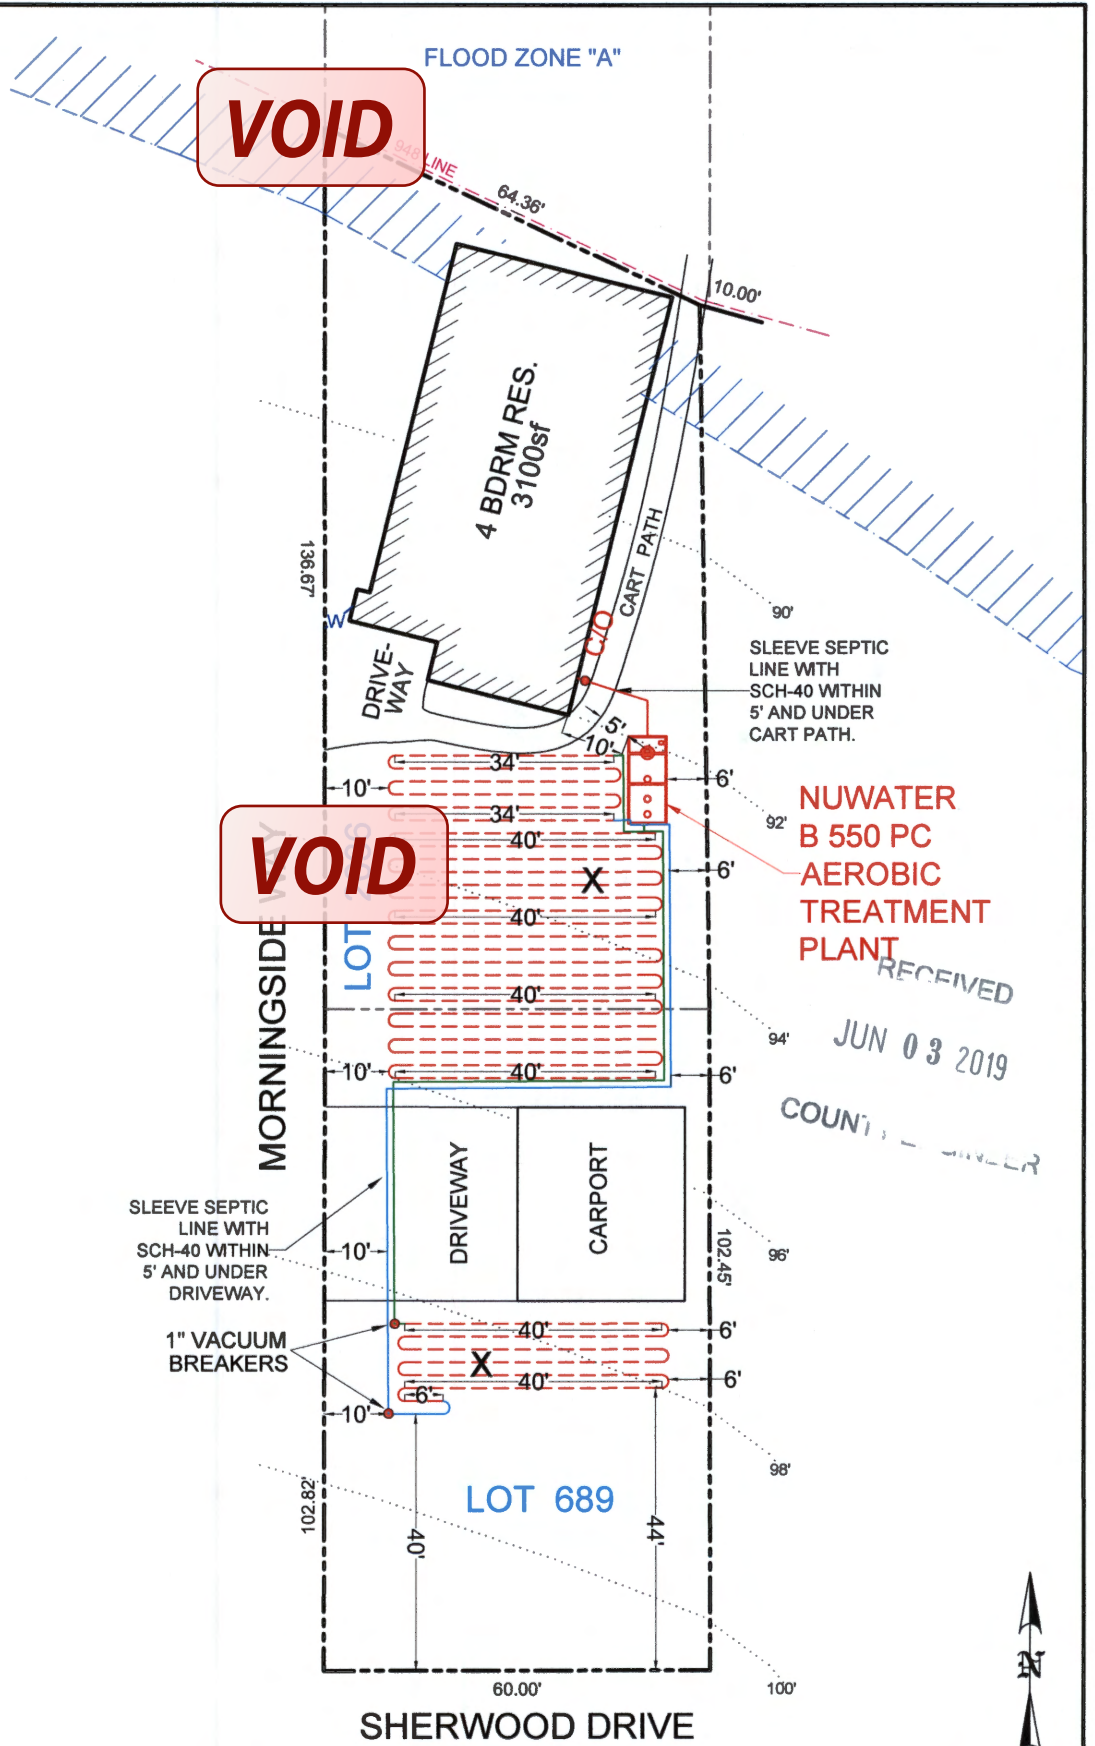 FLOOD ZONE "A"
VOID
948 LINE
64.36'
10.00'
4 BDRM RES.
3100sf
136.67'
CART PATH
90'
W
C/O
DRIVE-
WAY
SLEEVE SEPTIC
LINE WITH
SCH-40 WITHIN
5' AND UNDER
CART PATH.
5'
10'
34'
6'
10'
NUWATER
B 550 PC
AEROBIC
TREATMENT
PLANT
92'
34'
40'
VOID
LOT
6'
X
40'
MORNINGSIDE WAY
RECEIVED
JUN 03 2019
40'
94'
10'
40'
6'
DRIVEWAY
CARPORT
SLEEVE SEPTIC
LINE WITH
SCH-40 WITHIN
5' AND UNDER
DRIVEWAY.
10'
102.45'
96'
1" VACUUM
BREAKERS
40'
6'
X
40'
6'
6'
10'
98'
LOT 689
102.82'
40'
44'
N
60.00'
100'
SHERWOOD DRIVE